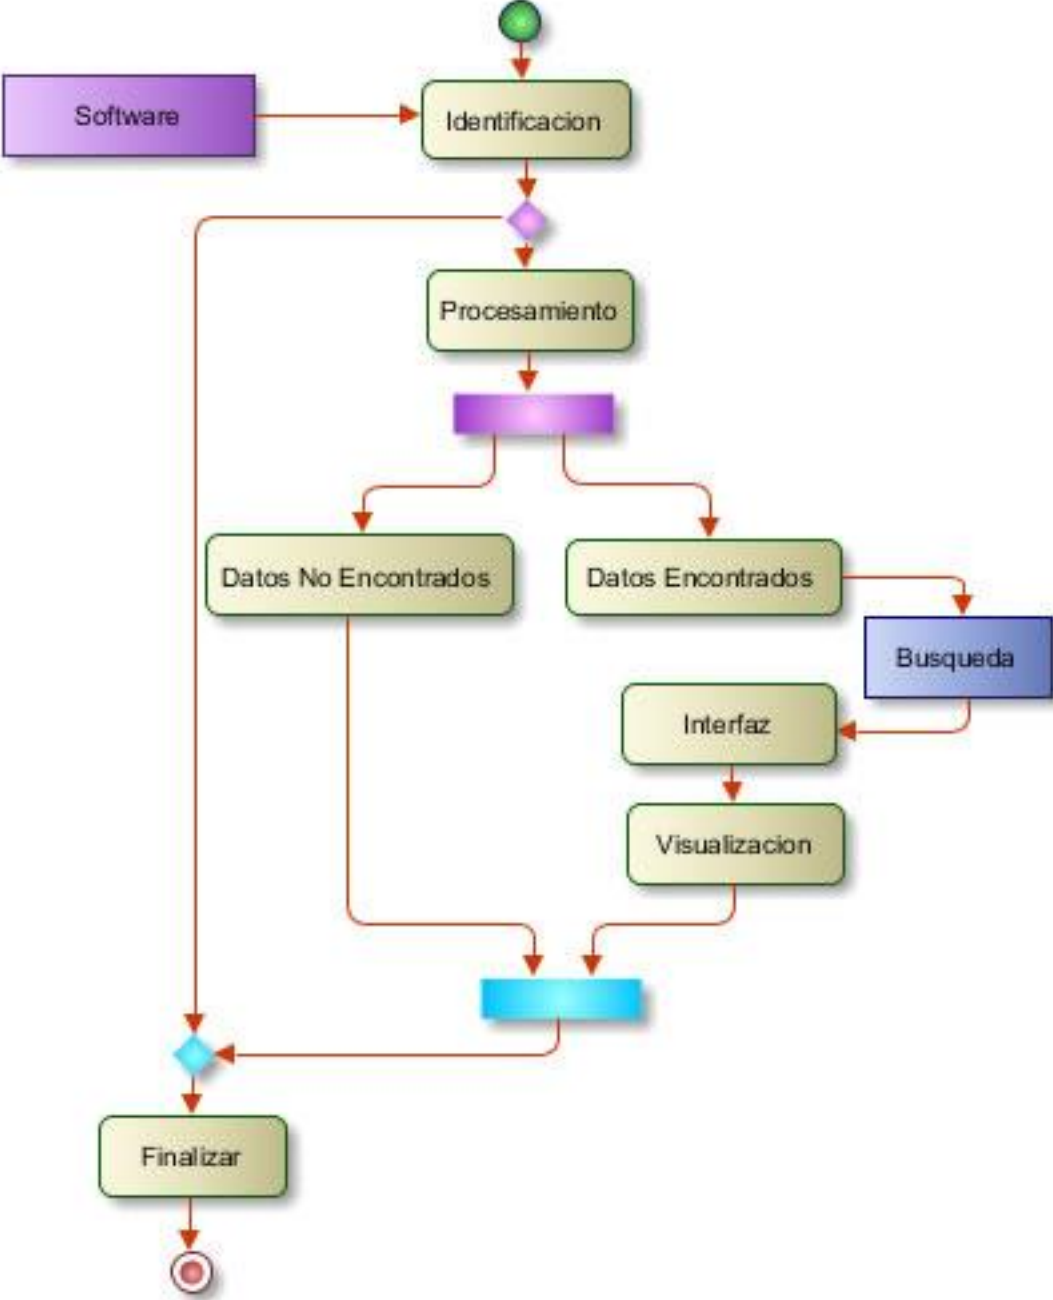 Software
Identificacion
Procesamiento
Datos No Encontrados
Datos Encontrados
Busqueda
Interfaz
Visualizacion
Finalizar